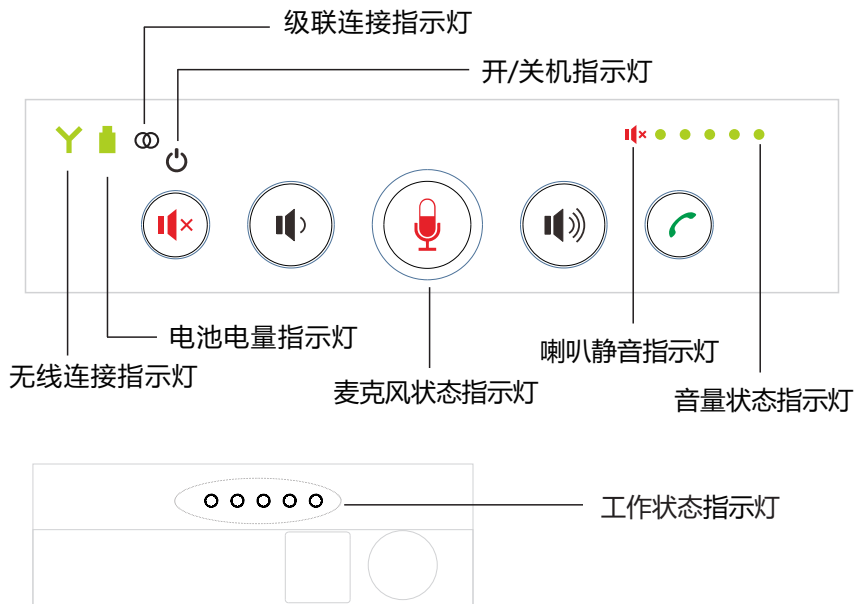 级联连接指示灯
开/关机指示灯
电池电量指示灯
无线连接指示灯
麦克风状态指示灯
喇叭静音指示灯
音量状态指示灯
工作状态指示灯